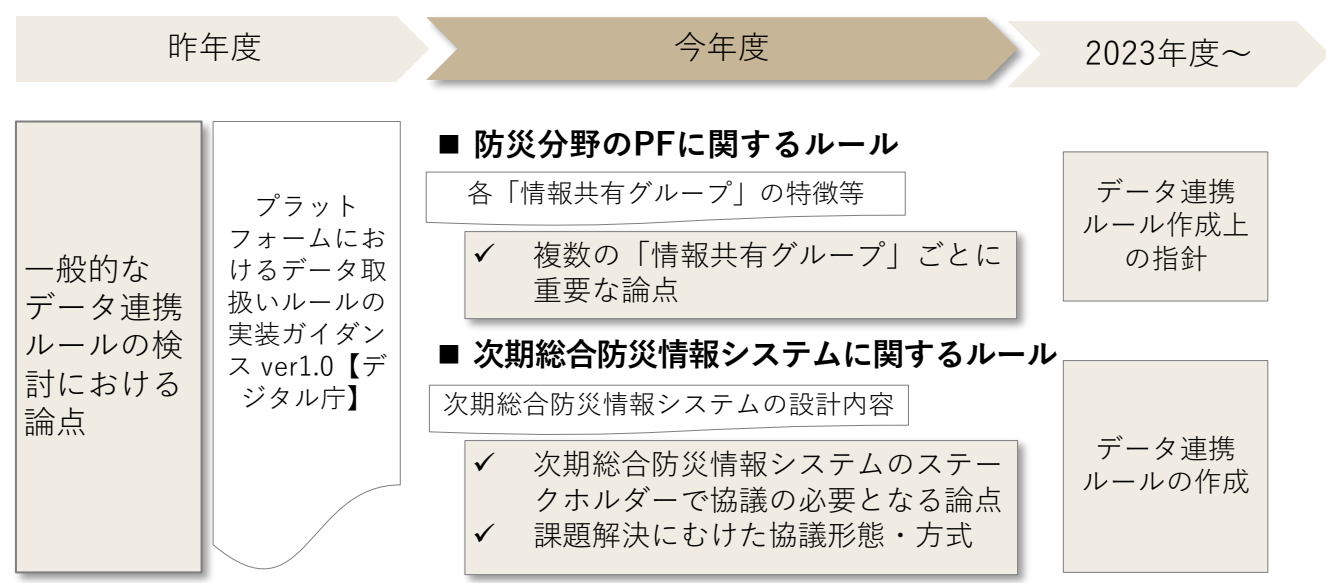 昨年度
今年度
2023年度～
一般的な
データ連携
ルールの検
討における
論点
プラット
フォームにお
けるデータ取
扱いルールの
実装ガイダン
ス ver1.0【デ
ジタル庁】
■ 防災分野のPFに関するルール
各「情報共有グループ」の特徴等
✓ 複数の「情報共有グループ」ごとに
重要な論点
■ 次期総合防災情報システムに関するルール
次期総合防災情報システムの設計内容
✓ 次期総合防災情報システムのステー
クホルダーで協議の必要となる論点
✓ 課題解決にむけた協議形態・方式
データ連携
ルール作成上
の指針
データ連携
ルールの作成